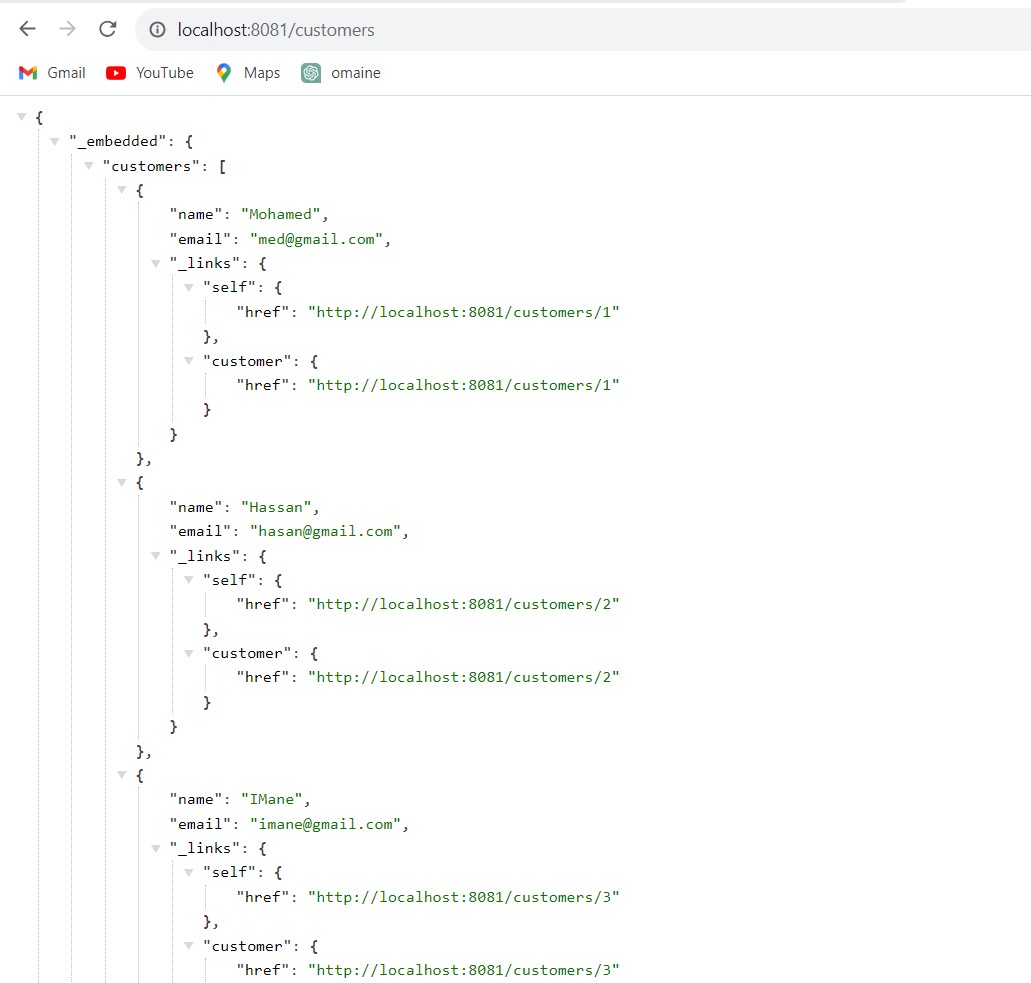 localhost:8081/customers
Gmail YouTube Maps omaine
{
"_embedded": {
"customers": [
{
"name": "Mohamed",
"email": "med@gmail.com",
"_links": {
"self": {
"href": "http://localhost:8081/customers/1"
},
"customer": {
"href": "http://localhost:8081/customers/1"
}
}
},
{
"name": "Hassan",
"email": "hasan@gmail.com",
"_links": {
"self": {
"href": "http://localhost:8081/customers/2"
},
"customer": {
"href": "http://localhost:8081/customers/2"
}
}
},
{
"name": "IMane",
"email": "imane@gmail.com",
"_links": {
"self": {
"href": "http://localhost:8081/customers/3"
},
"customer": {
"href": "http://localhost:8081/customers/3"